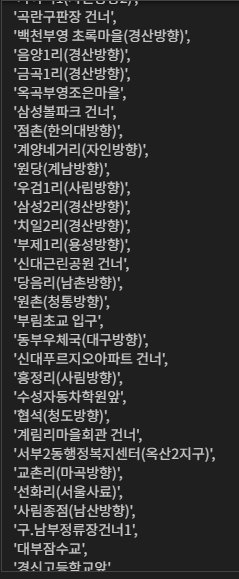 '곡란구판장 건너',
'백천부영 초록마을(경산방향)',
'음양1리(경산방향)',
'금곡1리(경산방향)',
'옥곡부영조은마을',
'삼성볼파크 건너',
'점촌(한의대방향)',
'계양네거리(자인방향)',
'원당(계남방향)',
'우검1리(사림방향)',
'삼성2리(경산방향)',
'치일2리(경산방향)',
'부제1리(용성방향)',
'신대근린공원 건너',
'당음리(남촌방향)',
'원촌(청통방향)',
'부림초교 입구',
'동부우체국(대구방향)',
'신대푸르지오아파트 건너',
'흥정리(사림방향)',
'수성자동차학원앞',
'협석(청도방향)',
'계림리마을회관 건너',
'서부2동행정복지센터(옥산2지구)',
'교촌리(마곡방향)',
'선화리(서울사료)',
'사림종점(남산방향)',
'구.남부정류장건너1',
'대부잠수교',
'경신고등학교앞'